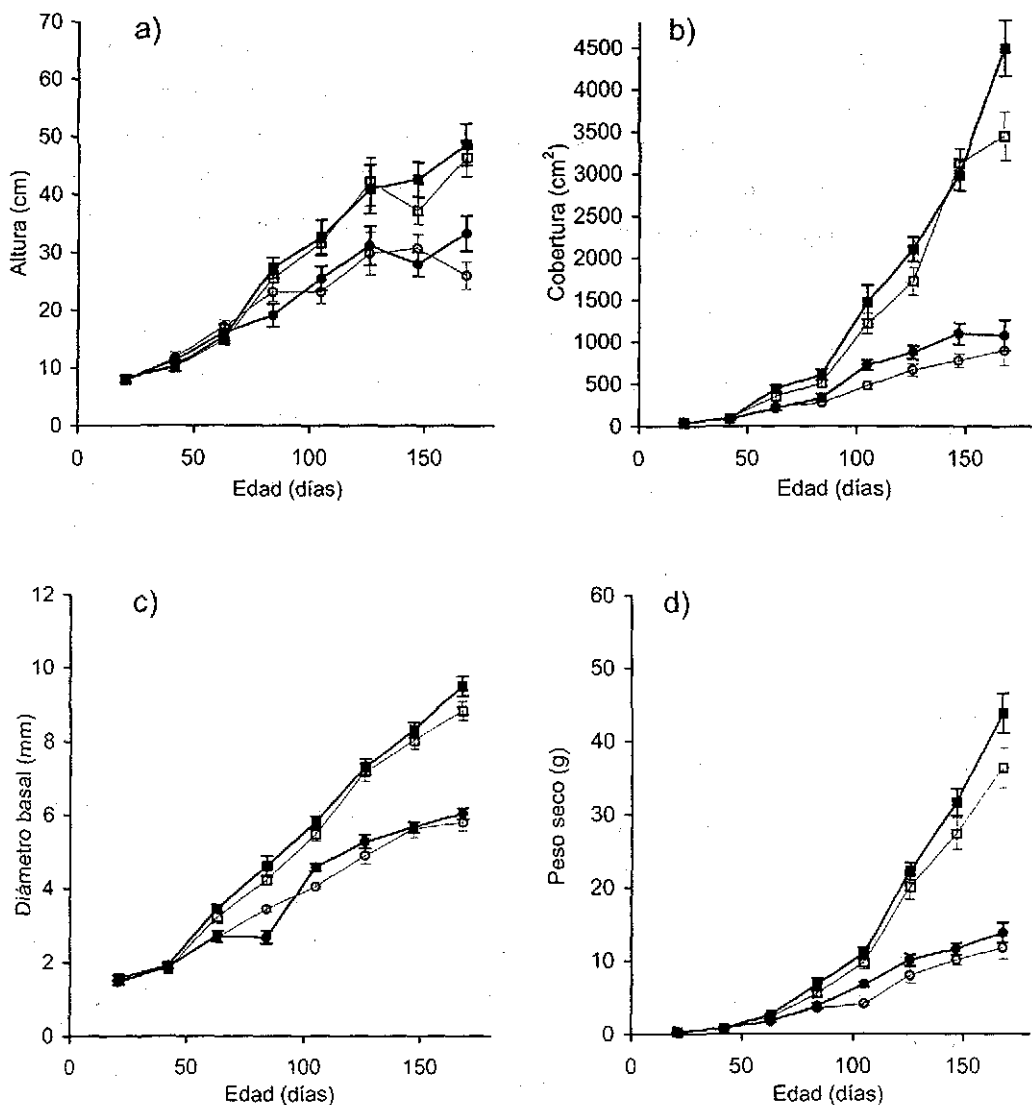 a)
70
60
50
40
30
20
10
0
Altura (cm)
0 50 100 150
Edad (días)
b)
4500
4000
3500
3000
2500
2000
1500
1000
500
0
Cobertura (cm²)
0 50 100 150
Edad (días)
c)
12
10
8
6
4
2
0
Diámetro basal (mm)
0 50 100 150
Edad (días)
d)
60
50
40
30
20
10
0
Peso seco (g)
0 50 100 150
Edad (días)